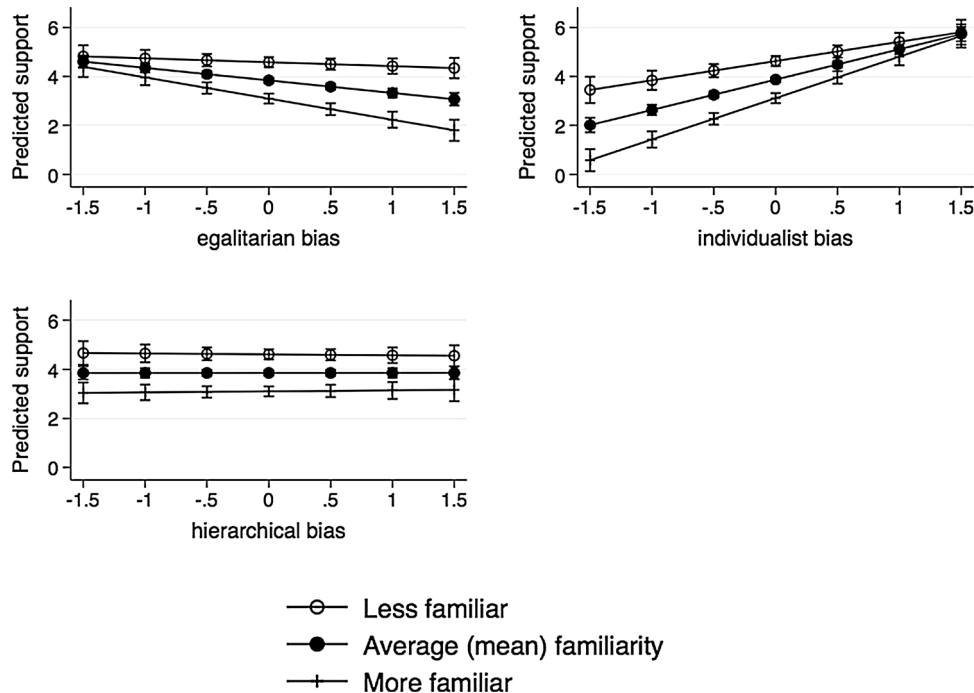 Predicted support
6
4
2
0
-1.5 -1 -.5 0 .5 1 1.5
egalitarian bias
Predicted support
6
4
2
0
-1.5 -1 -.5 0 .5 1 1.5
individualist bias
Predicted support
6
4
2
0
-1.5 -1 -.5 0 .5 1 1.5
hierarchical bias
Less familiar
Average (mean) familiarity
More familiar